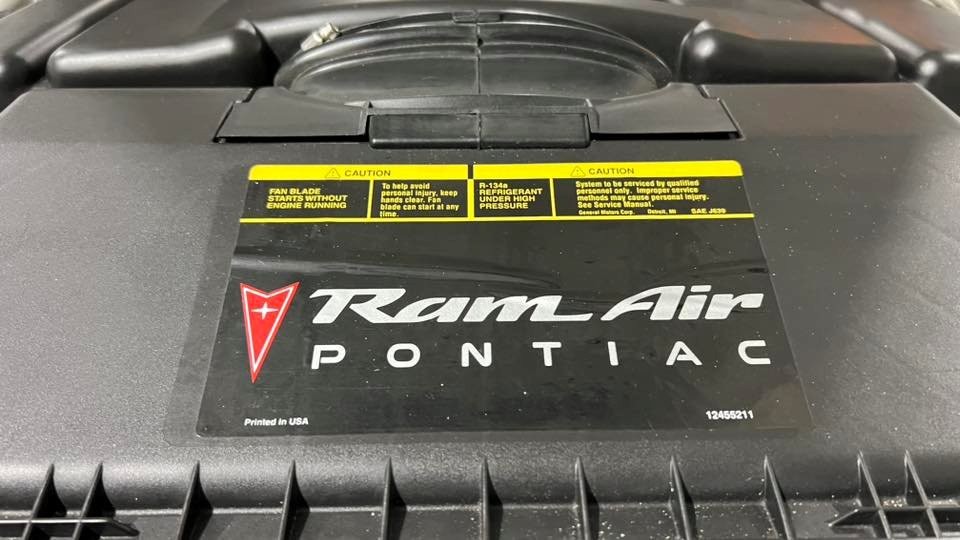 CAUTION
FAN BLADE
STARTS WITHOUT
ENGINE RUNNING
To help avoid
personal injury, keep
hands clear. Fan
blade can start at any
time.
R-134a
REFRIGERANT
UNDER HIGH
PRESSURE
CAUTION
System to be serviced by qualified
personnel only. Improper service
methods may cause personal injury.
See Service Manual.
General Motors Corp. Detroit, MI SAE J639
Ram Air
PONTIAC
Printed in USA
12455211